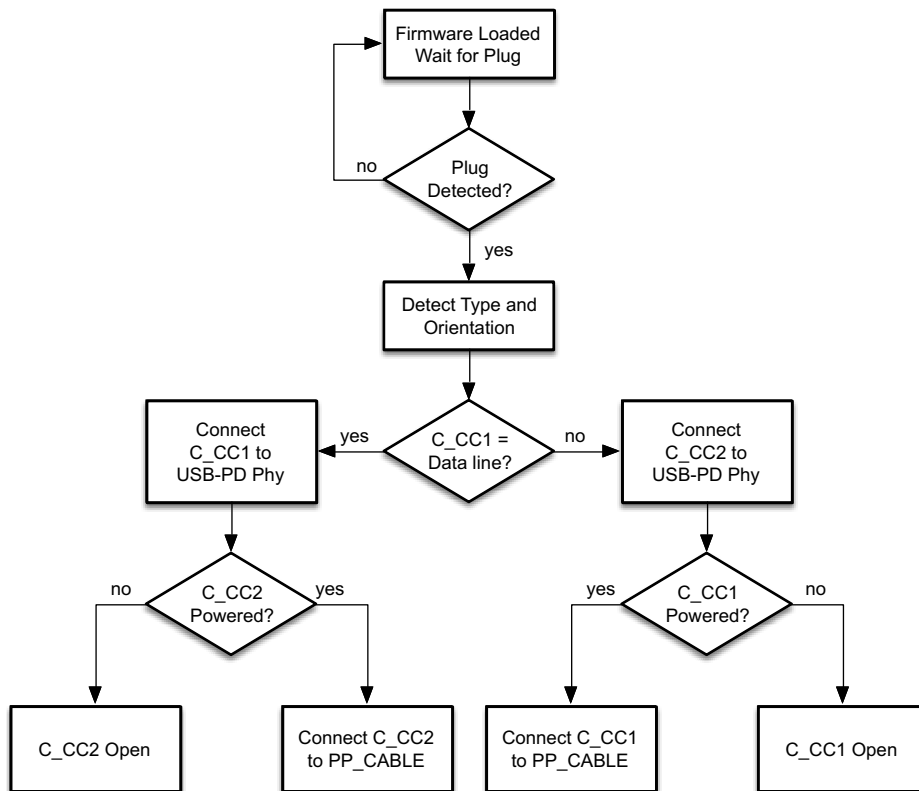 Firmware Loaded
Wait for Plug
no
Plug
Detected?
yes
Detect Type and
Orientation
Connect
C_CC1 to
USB-PD Phy
yes
C_CC1 =
Data line?
no
Connect
C_CC2 to
USB-PD Phy
no
C_CC2
Powered?
yes
yes
C_CC1
Powered?
no
C_CC2 Open
Connect C_CC2
to PP_CABLE
Connect C_CC1
to PP_CABLE
C_CC1 Open